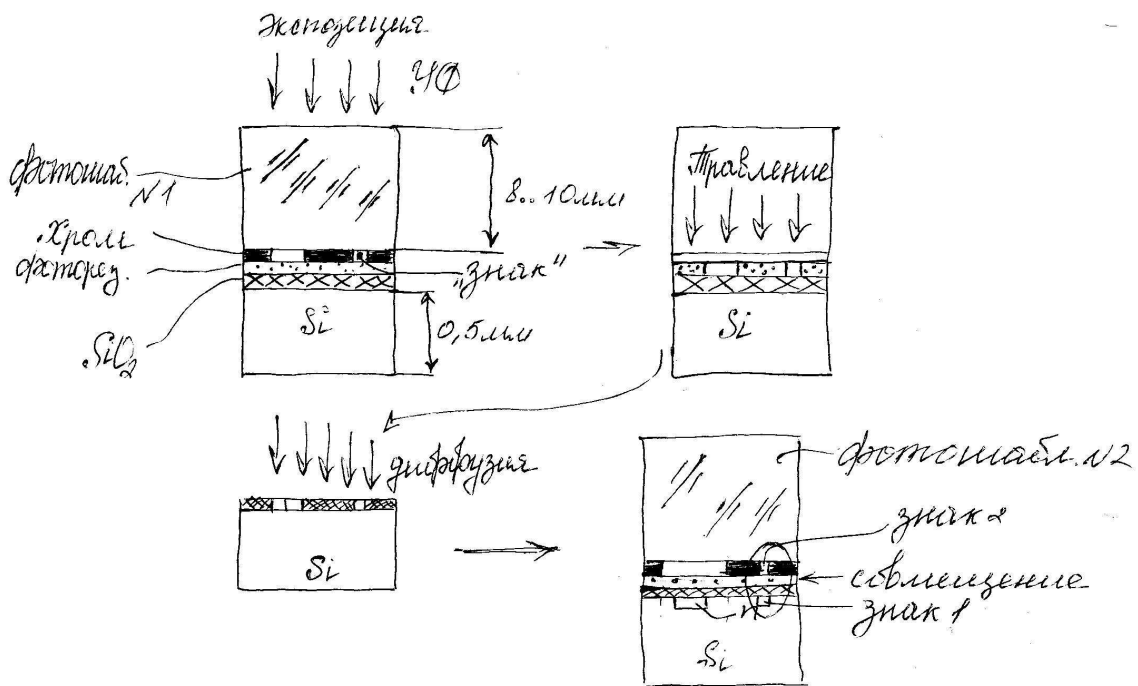 Экспозиция
УФ
фотошаб.
№1
Хром
фоторез.
SiO2
Si
8..10мм
„знак"
0,5мм
Травление
Si
диффузия
Si
фотошабл. №2
знак 2
совмещение
знак 1
Si